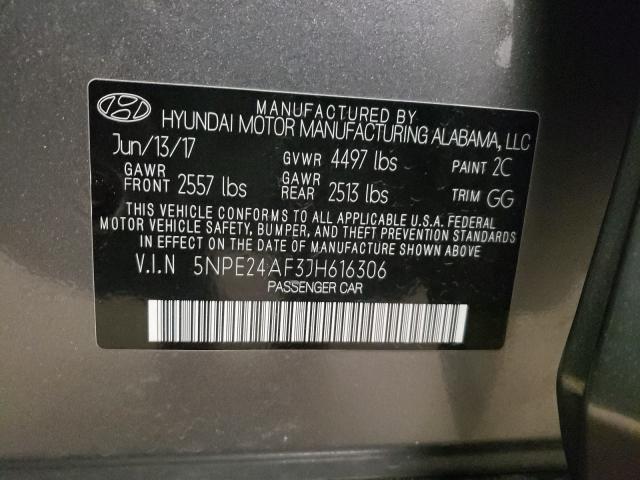 MANUFACTURED BY
HYUNDAI MOTOR MANUFACTURING ALABAMA, LLC
Jun/13/17 GVWR 4497 lbs PAINT 2C
GAWR FRONT 2557 lbs GAWR REAR 2513 lbs TRIM GG
THIS VEHICLE CONFORMS TO ALL APPLICABLE U.S.A. FEDERAL
MOTOR VEHICLE SAFETY, BUMPER, AND THEFT PREVENTION
STANDARDS IN EFFECT ON THE DATE OF MANUFACTURE SHOWN ABOVE
V.I.N 5NPE24AF3JH616306
PASSENGER CAR